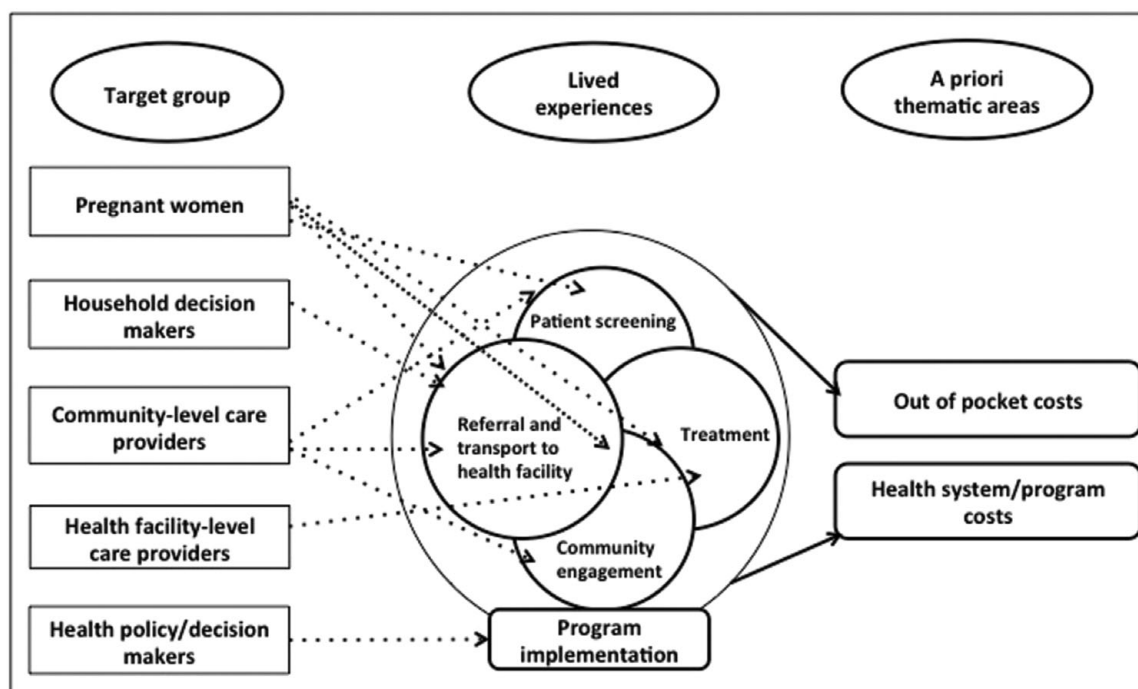 Target group
Lived
experiences
A priori
thematic areas
Pregnant women
Household decision
makers
Community-level care
providers
Health facility-level
care providers
Health policy/decision
makers
Patient screening
Referral and
transport to
health facility
Treatment
Community
engagement
Program
implementation
Out of pocket costs
Health system/program
costs